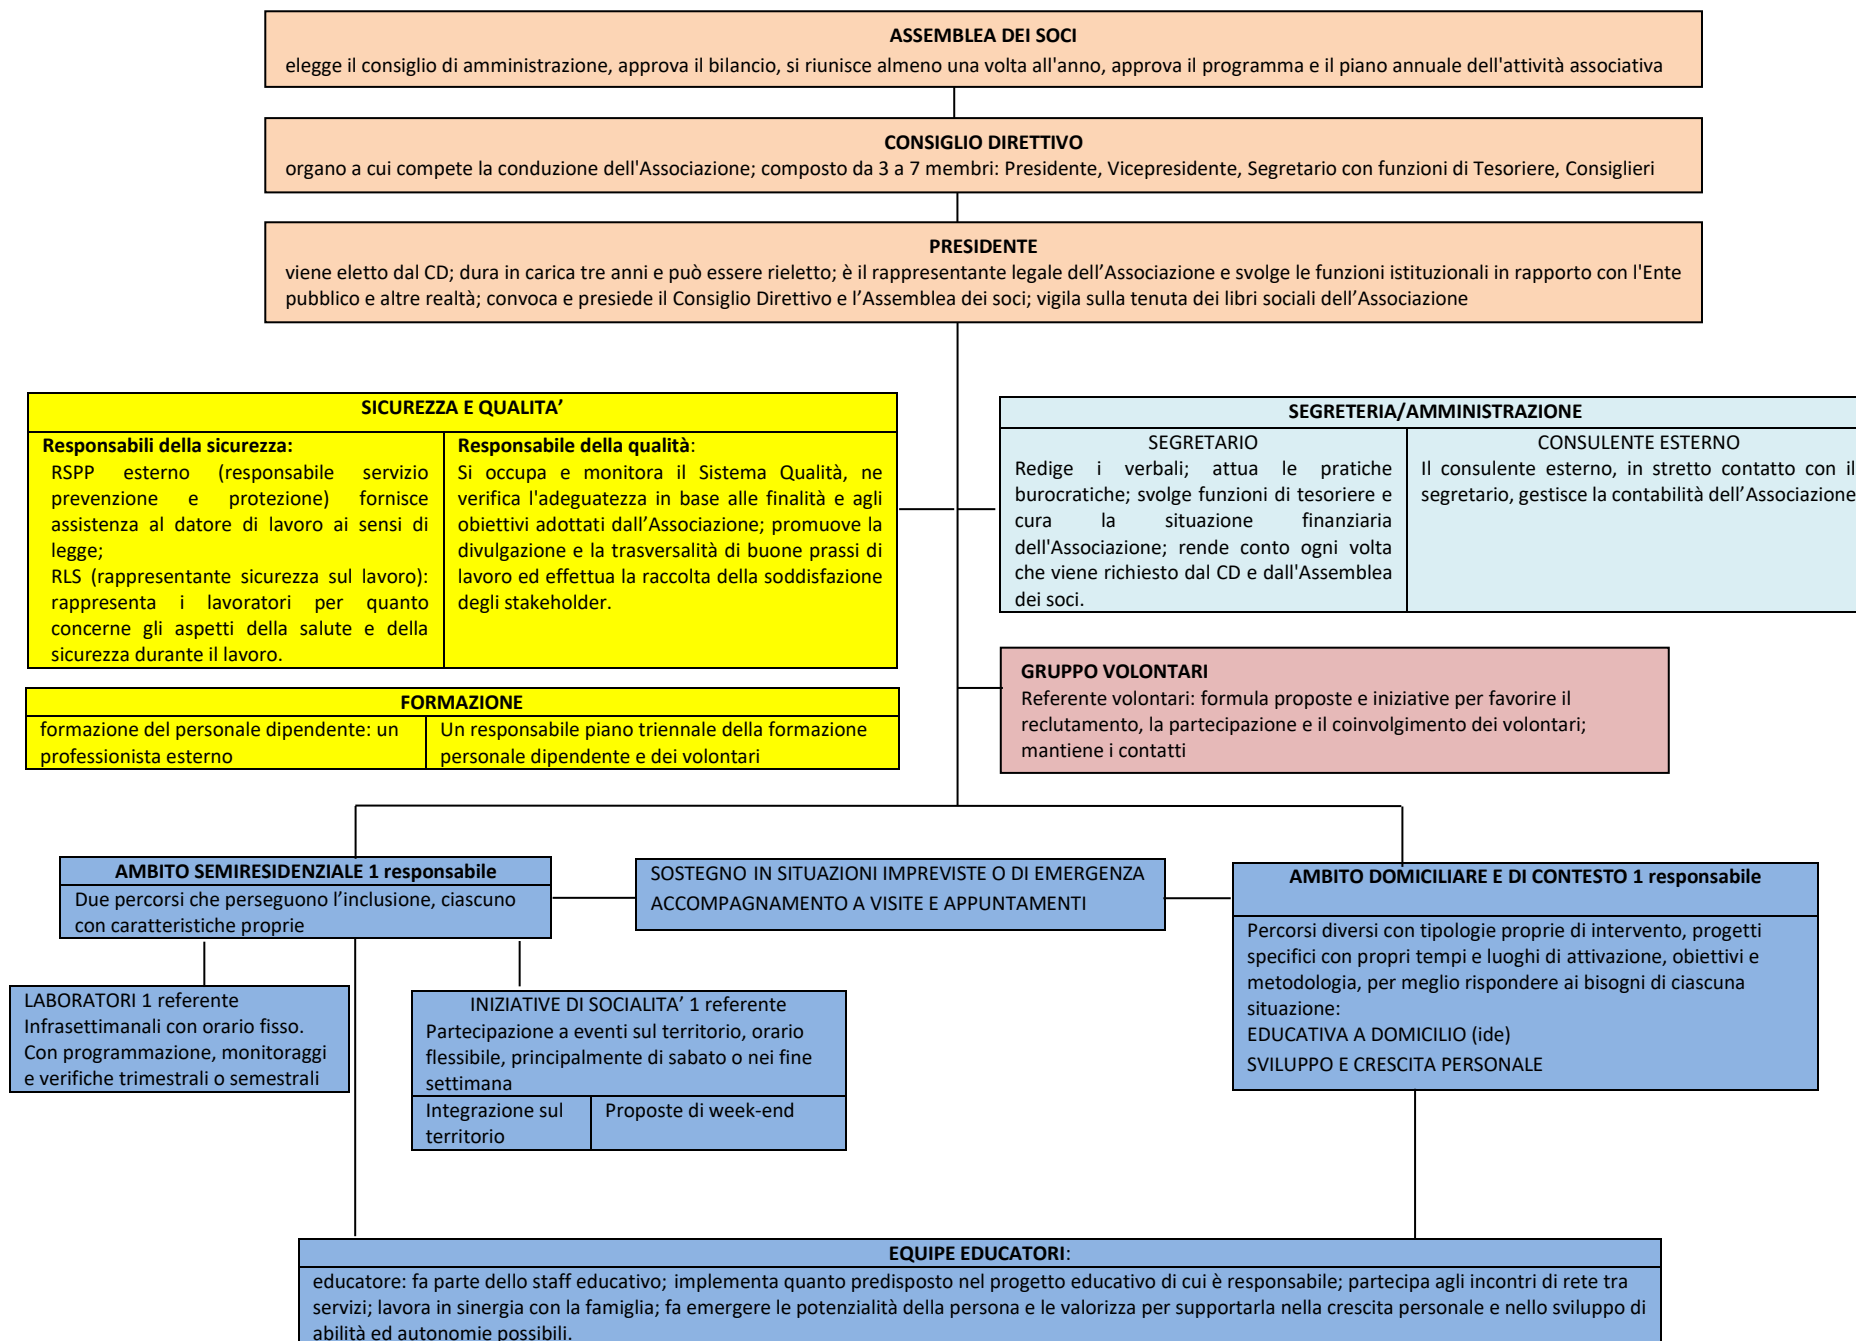 ASSEMBLEA DEI SOCI
elegge il consiglio di amministrazione, approva il bilancio, si riunisce almeno una volta all'anno, approva il programma e il piano annuale dell'attività associativa
CONSIGLIO DIRETTIVO
organo a cui compete la conduzione dell'Associazione; composto da 3 a 7 membri: Presidente, Vicepresidente, Segretario con funzioni di Tesoriere, Consiglieri
PRESIDENTE
viene eletto dal CD; dura in carica tre anni e può essere rieletto; è il rappresentante legale dell’Associazione e svolge le funzioni istituzionali in rapporto con l'Ente
pubblico e altre realtà; convoca e presiede il Consiglio Direttivo e l’Assemblea dei soci; vigila sulla tenuta dei libri sociali dell’Associazione
SICUREZZA E QUALITA’
Responsabili della sicurezza:
RSPP esterno (responsabile servizio
prevenzione e protezione) fornisce
assistenza al datore di lavoro ai sensi di
legge;
RLS (rappresentante sicurezza sul lavoro):
rappresenta i lavoratori per quanto
concerne gli aspetti della salute e della
sicurezza durante il lavoro.
Responsabile della qualità:
Si occupa e monitora il Sistema Qualità, ne
verifica l'adeguatezza in base alle finalità e agli
obiettivi adottati dall’Associazione; promuove la
divulgazione e la trasversalità di buone prassi di
lavoro ed effettua la raccolta della soddisfazione
degli stakeholder.
SEGRETERIA/AMMINISTRAZIONE
SEGRETARIO
Redige i verbali; attua le pratiche
burocratiche; svolge funzioni di tesoriere e
cura la situazione finanziaria
dell'Associazione; rende conto ogni volta
che viene richiesto dal CD e dall'Assemblea
dei soci.
CONSULENTE ESTERNO
Il consulente esterno, in stretto contatto con il
segretario, gestisce la contabilità dell’Associazione
FORMAZIONE
formazione del personale dipendente: un
professionista esterno
Un responsabile piano triennale della formazione
personale dipendente e dei volontari
GRUPPO VOLONTARI
Referente volontari: formula proposte e iniziative per favorire il
reclutamento, la partecipazione e il coinvolgimento dei volontari;
mantiene i contatti
AMBITO SEMIRESIDENZIALE 1 responsabile
Due percorsi che perseguono l’inclusione, ciascuno
con caratteristiche proprie
SOSTEGNO IN SITUAZIONI IMPREVISTE O DI EMERGENZA
ACCOMPAGNAMENTO A VISITE E APPUNTAMENTI
AMBITO DOMICILIARE E DI CONTESTO 1 responsabile
Percorsi diversi con tipologie proprie di intervento, progetti
specifici con propri tempi e luoghi di attivazione, obiettivi e
metodologia, per meglio rispondere ai bisogni di ciascuna
situazione:
EDUCATIVA A DOMICILIO (ide)
SVILUPPO E CRESCITA PERSONALE
LABORATORI 1 referente
Infrasettimanali con orario fisso.
Con programmazione, monitoraggi
e verifiche trimestrali o semestrali
INIZIATIVE DI SOCIALITA’ 1 referente
Partecipazione a eventi sul territorio, orario
flessibile, principalmente di sabato o nei fine
settimana
Integrazione sul
territorio
Proposte di week-end
EQUIPE EDUCATORI:
educatore: fa parte dello staff educativo; implementa quanto predisposto nel progetto educativo di cui è responsabile; partecipa agli incontri di rete tra
servizi; lavora in sinergia con la famiglia; fa emergere le potenzialità della persona e le valorizza per supportarla nella crescita personale e nello sviluppo di
abilità ed autonomie possibili.